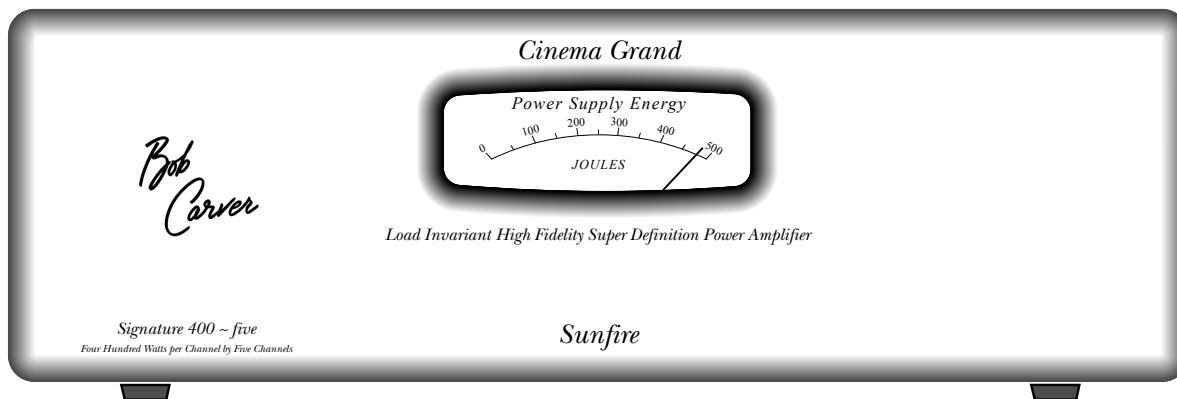 Cinema Grand
Power Supply Energy
0 100 200 300 400 500
JOULES
Bob
Carver
Load Invariant High Fidelity Super Definition Power Amplifier
Signature 400 ~ five
Four Hundred Watts per Channel by Five Channels
Sunfire